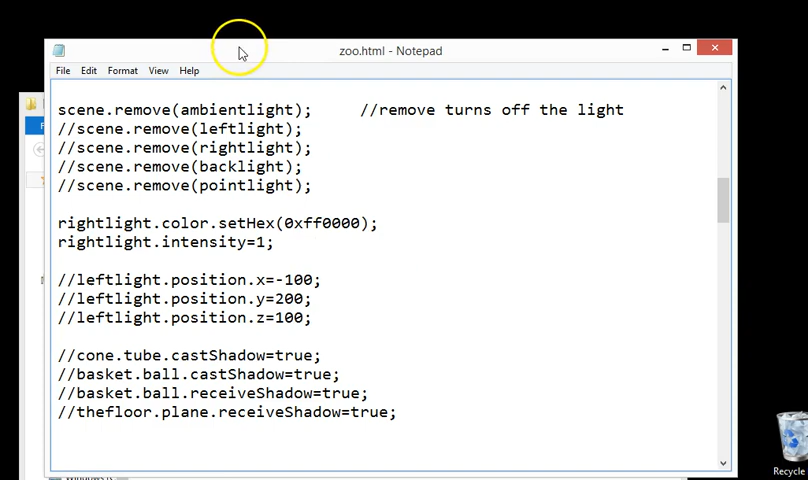 zoo.html - Notepad
File Edit Format View Help
scene.remove(ambientlight); //remove turns off the light
//scene.remove(leftlight);
//scene.remove(rightlight);
//scene.remove(backlight);
//scene.remove(pointlight);
rightlight.color.setHex(0xff0000);
rightlight.intensity=1;
//leftlight.position.x=-100;
//leftlight.position.y=200;
//leftlight.position.z=100;
//cone.tube.castShadow=true;
//basket.ball.castShadow=true;
//basket.ball.receiveShadow=true;
//thefloor.plane.receiveShadow=true;
Recycle